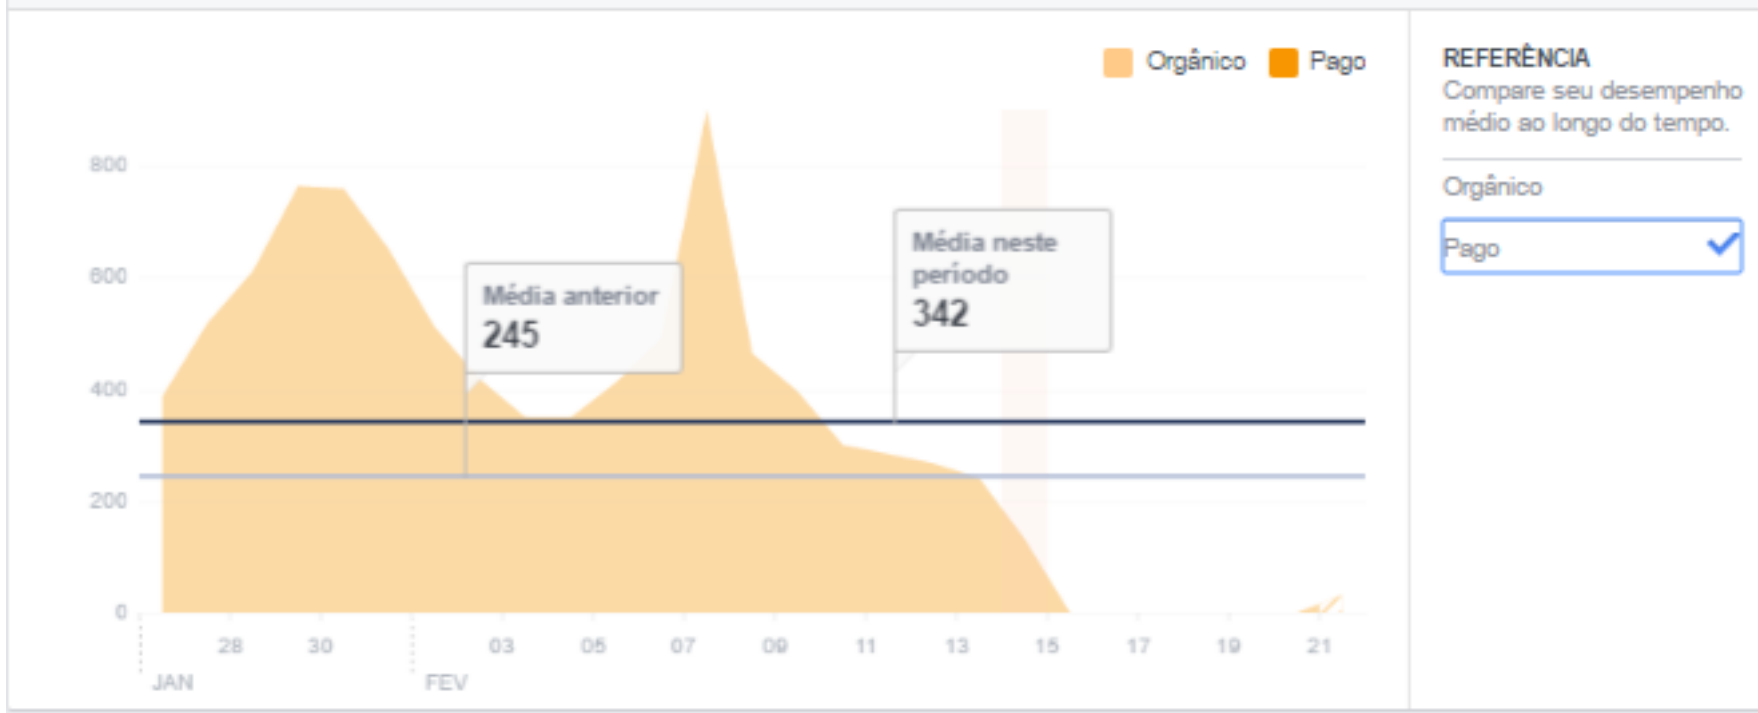 Orgânico Pago
800
600
400
200
0
Média anterior
245
Média neste
período
342
28 30 03 05 07 09 11 13 15 17 19 21
JAN FEV
REFERÊNCIA
Compare seu desempenho
médio ao longo do tempo.
Orgânico
Pago